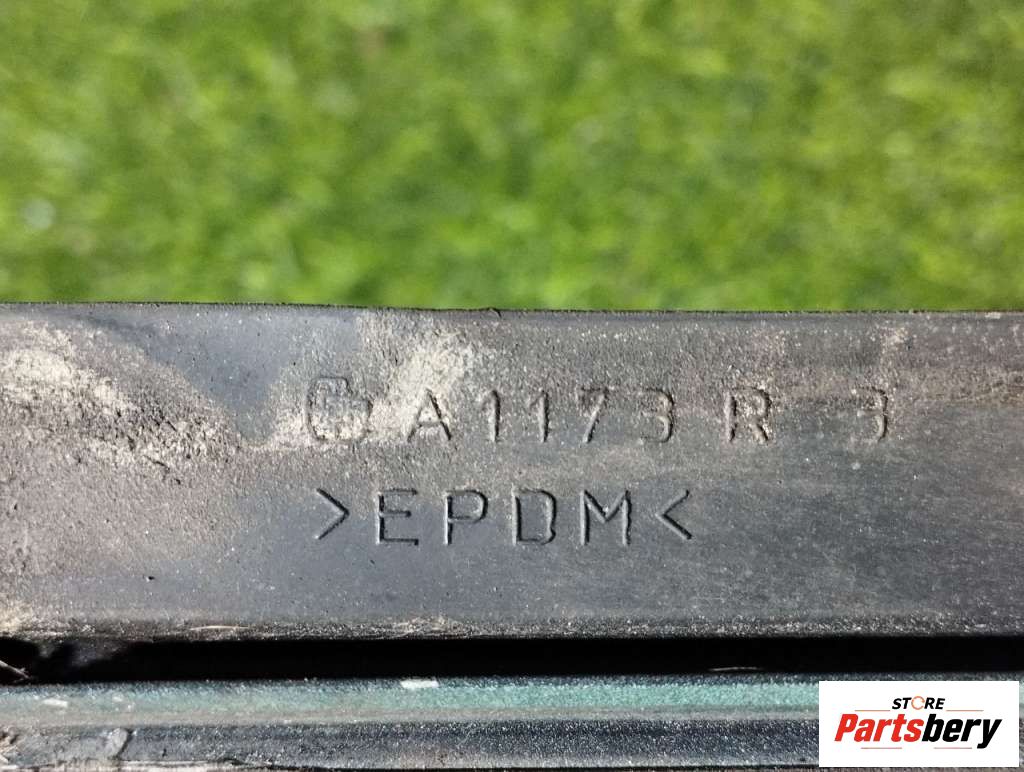 A1173 R 3
>EPDM<
STORE
Partsbery